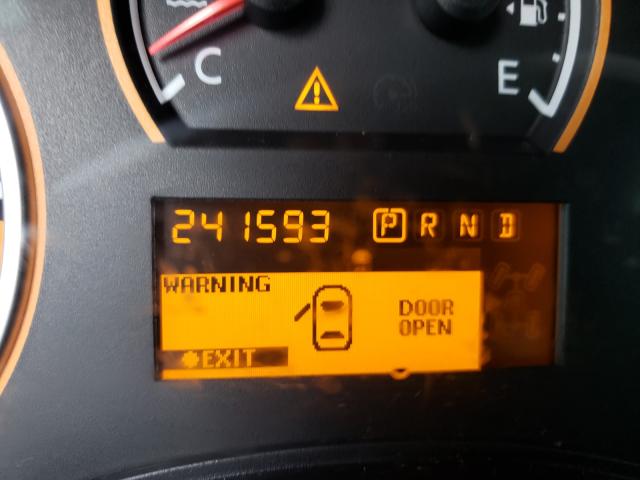 C
E
241593 P R N D
WARNING
DOOR
OPEN
✽EXIT